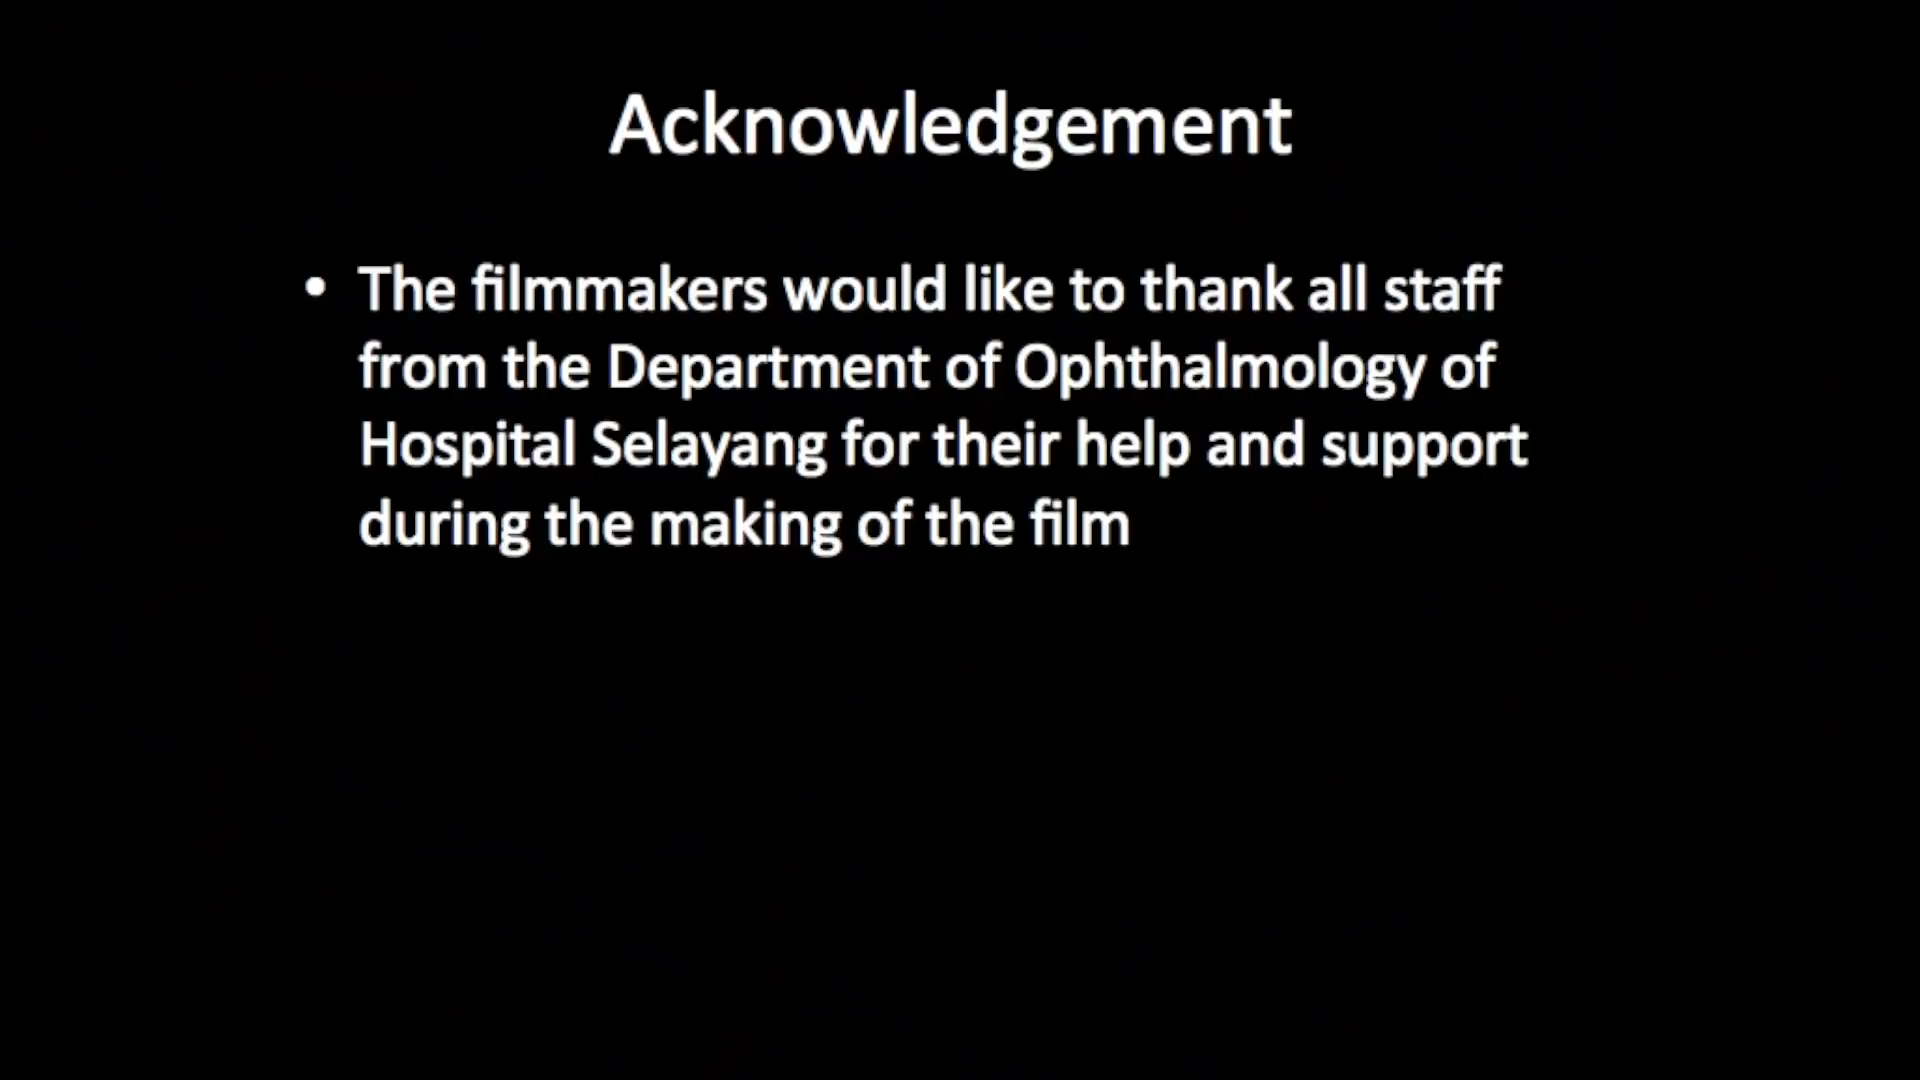 Acknowledgement
• The filmmakers would like to thank all staff
from the Department of Ophthalmology of
Hospital Selayang for their help and support
during the making of the film